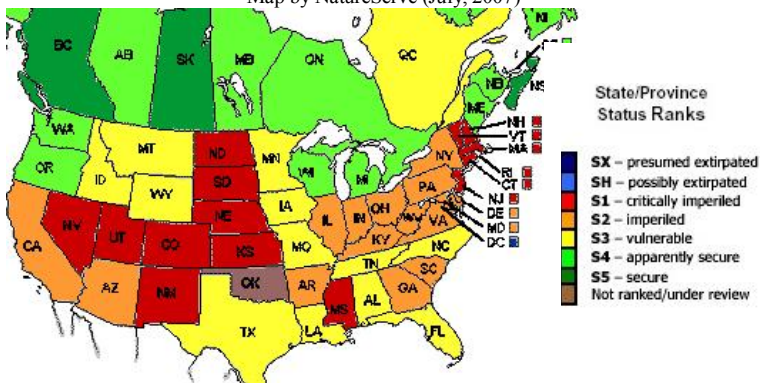 Map by NatureServe (July, 2007)
BC
AB
SK
MB
ON
QC
NB
NS
ME
WA
OR
CA
NV
ID
MT
WY
UT
AZ
CO
NM
ND
SD
NE
KS
OK
TX
MN
IA
MO
AR
LA
WI
MI
IL
IN
OH
KY
TN
MS
AL
GA
FL
SC
NC
VA
PA
NY
NH
VT
MA
RI
CT
NJ
DE
MD
DC
State/Province
Status Ranks
SX – presumed extirpated
SH – possibly extirpated
S1 – critically imperiled
S2 – imperiled
S3 – vulnerable
S4 – apparently secure
S5 – secure
Not ranked/under review